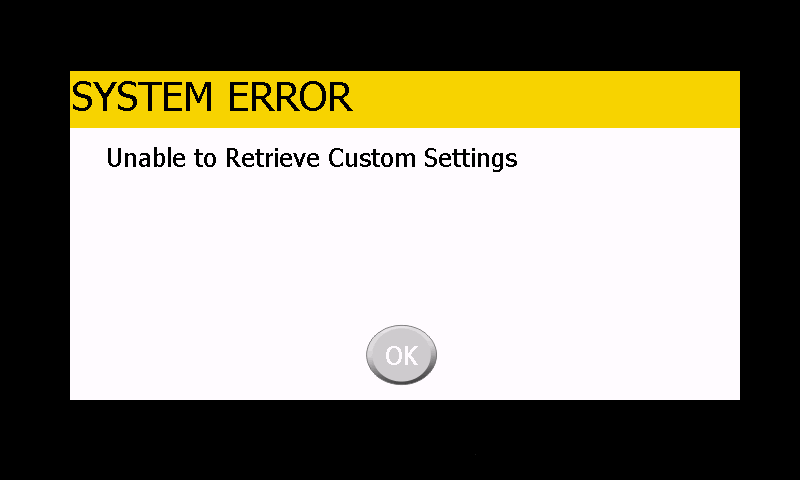 SYSTEM ERROR
Unable to Retrieve Custom Settings
OK